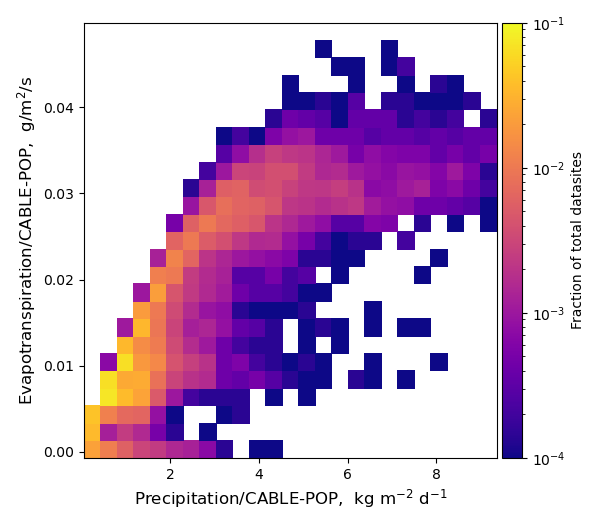 10⁻¹
0.04
10⁻²
0.03
0.02
10⁻³
0.01
0.00
10⁻⁴
2 4 6 8
Precipitation/CABLE-POP, kg m⁻² d⁻¹
Evapotranspiration/CABLE-POP, g/m²/s
Fraction of total datasites